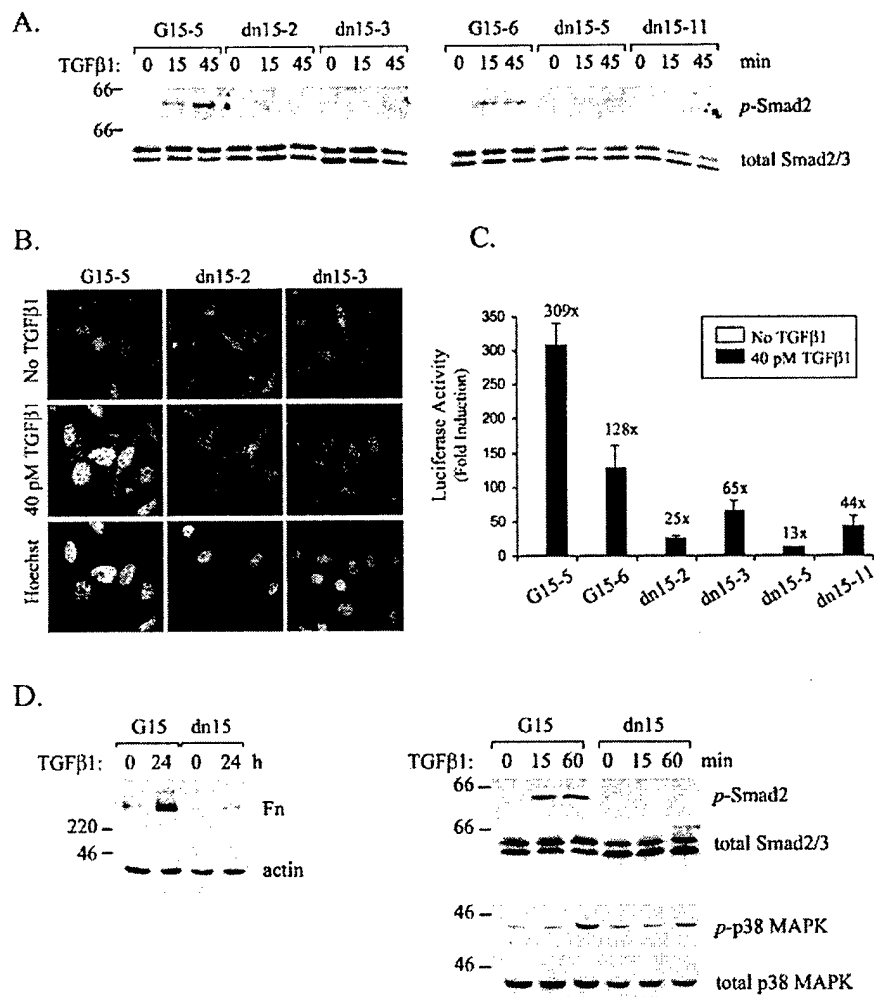 A.
G15-5 dn15-2 dn15-3 G15-6 dn15-5 dn15-11
TGFβ1: 0 15 45 0 15 45 0 15 45 0 15 45 0 15 45 0 15 45 min
66 p-Smad2
66
total Smad2/3
B.
G15-5 dn15-2 dn15-3
No TGFβ1
40 pM TGFβ1
Hoechst
C.
Luciferase Activity
(Fold Induction)
350
300
250
200
150
100
50
0
309x
128x
25x
65x
13x
44x
No TGFβ1
40 pM TGFβ1
G15-5 G15-6 dn15-2 dn15-3 dn15-5 dn15-11
D.
G15 dn15
TGFβ1: 0 24 0 24 h
Fn
220
46
actin
G15 dn15
TGFβ1: 0 15 60 0 15 60 min
66 p-Smad2
66
total Smad2/3
46 p-p38 MAPK
46
total p38 MAPK